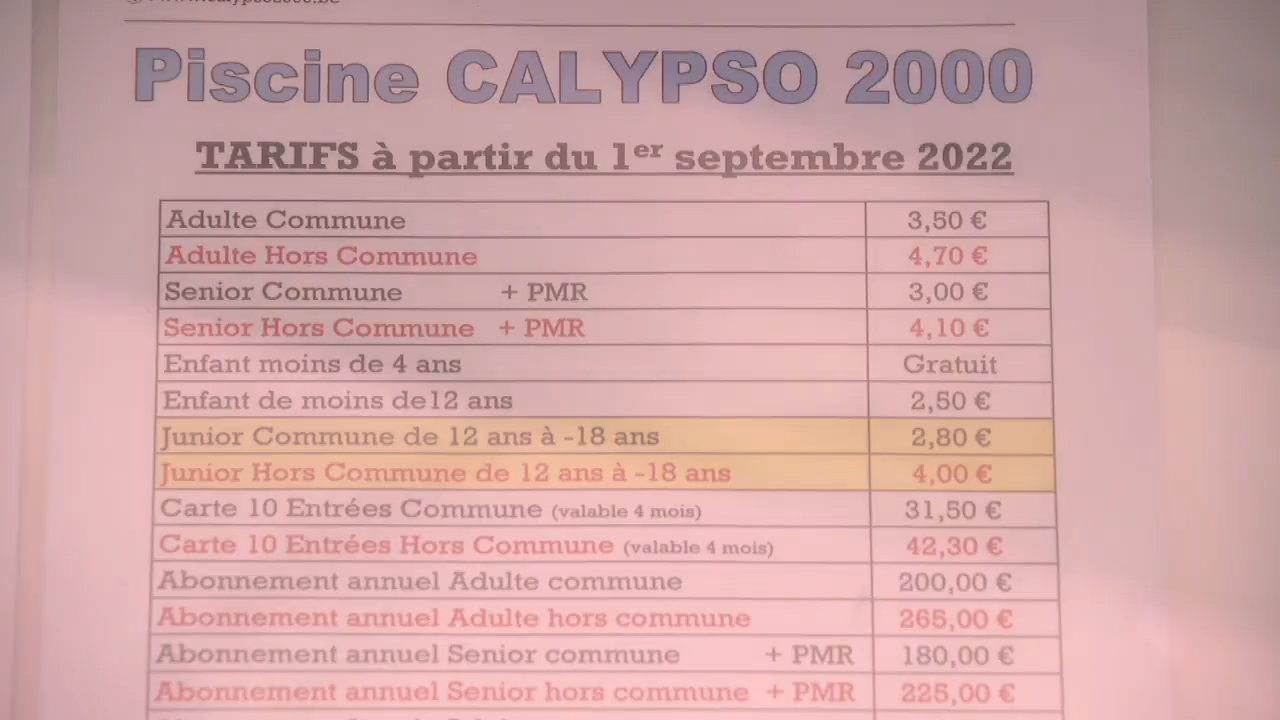 Piscine CALYPSO 2000
TARIFS à partir du 1er septembre 2022
Adulte Commune 3,50 €
Adulte Hors Commune 4,70 €
Senior Commune + PMR 3,00 €
Senior Hors Commune + PMR 4,10 €
Enfant moins de 4 ans Gratuit
Enfant de moins de12 ans 2,50 €
Junior Commune de 12 ans à -18 ans 2,80 €
Junior Hors Commune de 12 ans à -18 ans 4,00 €
Carte 10 Entrées Commune (valable 4 mois) 31,50 €
Carte 10 Entrées Hors Commune (valable 4 mois) 42,30 €
Abonnement annuel Adulte commune 200,00 €
Abonnement annuel Adulte hors commune 265,00 €
Abonnement annuel Senior commune + PMR 180,00 €
Abonnement annuel Senior hors commune + PMR 225,00 €